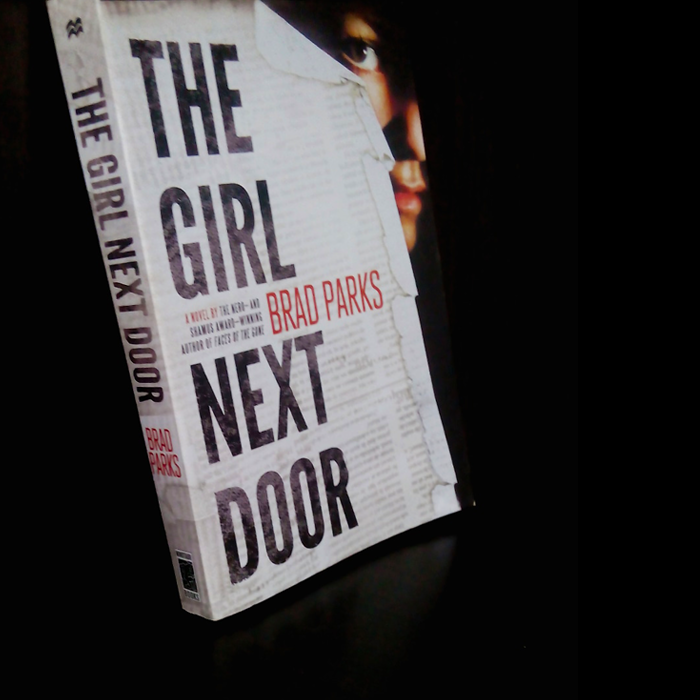 THE GIRL NEXT DOOR
BRAD
PARKS
THE
GIRL
A NOVEL BY THE NERO– AND
SHAMUS AWARD–WINNING
AUTHOR OF FACES OF THE GONE
BRAD PARKS
NEXT
DOOR